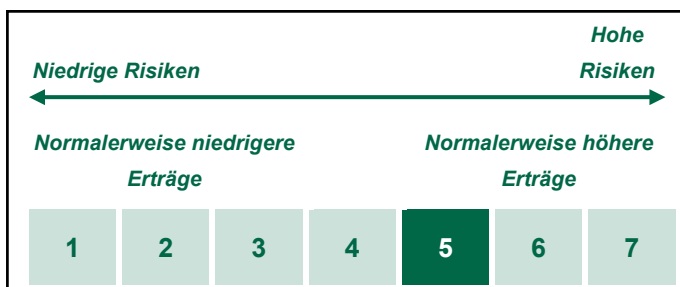 Hohe
Niedrige Risiken Risiken
Normalerweise niedrigere Normalerweise höhere
Erträge Erträge
1 2 3 4 5 6 7